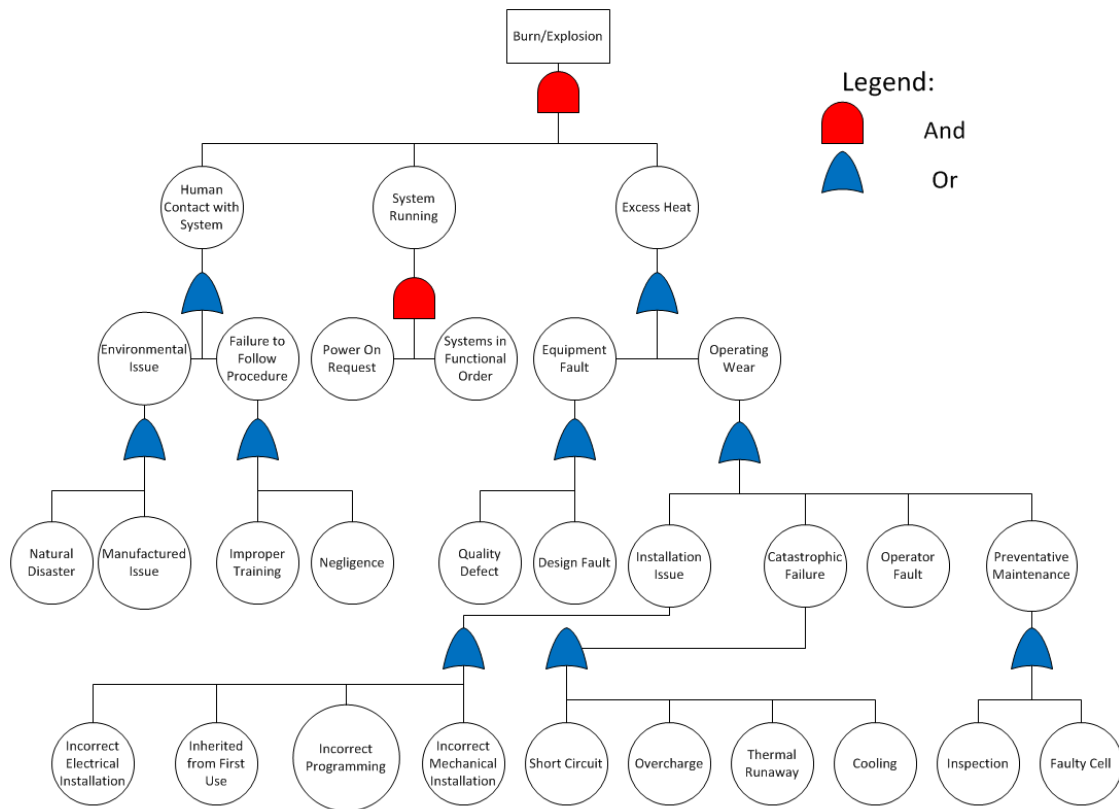 Burn/Explosion
Legend:
And
Or
Human
Contact with
System
System
Running
Excess Heat
Environmental
Issue
Failure to
Follow
Procedure
Power On
Request
Systems in
Functional
Order
Equipment
Fault
Operating
Wear
Natural
Disaster
Manufactured
Issue
Improper
Training
Negligence
Quality
Defect
Design Fault
Installation
Issue
Catastrophic
Failure
Operator
Fault
Preventative
Maintenance
Incorrect
Electrical
Installation
Inherited
from First
Use
Incorrect
Programming
Incorrect
Mechanical
Installation
Short Circuit
Overcharge
Thermal
Runaway
Cooling
Inspection
Faulty Cell